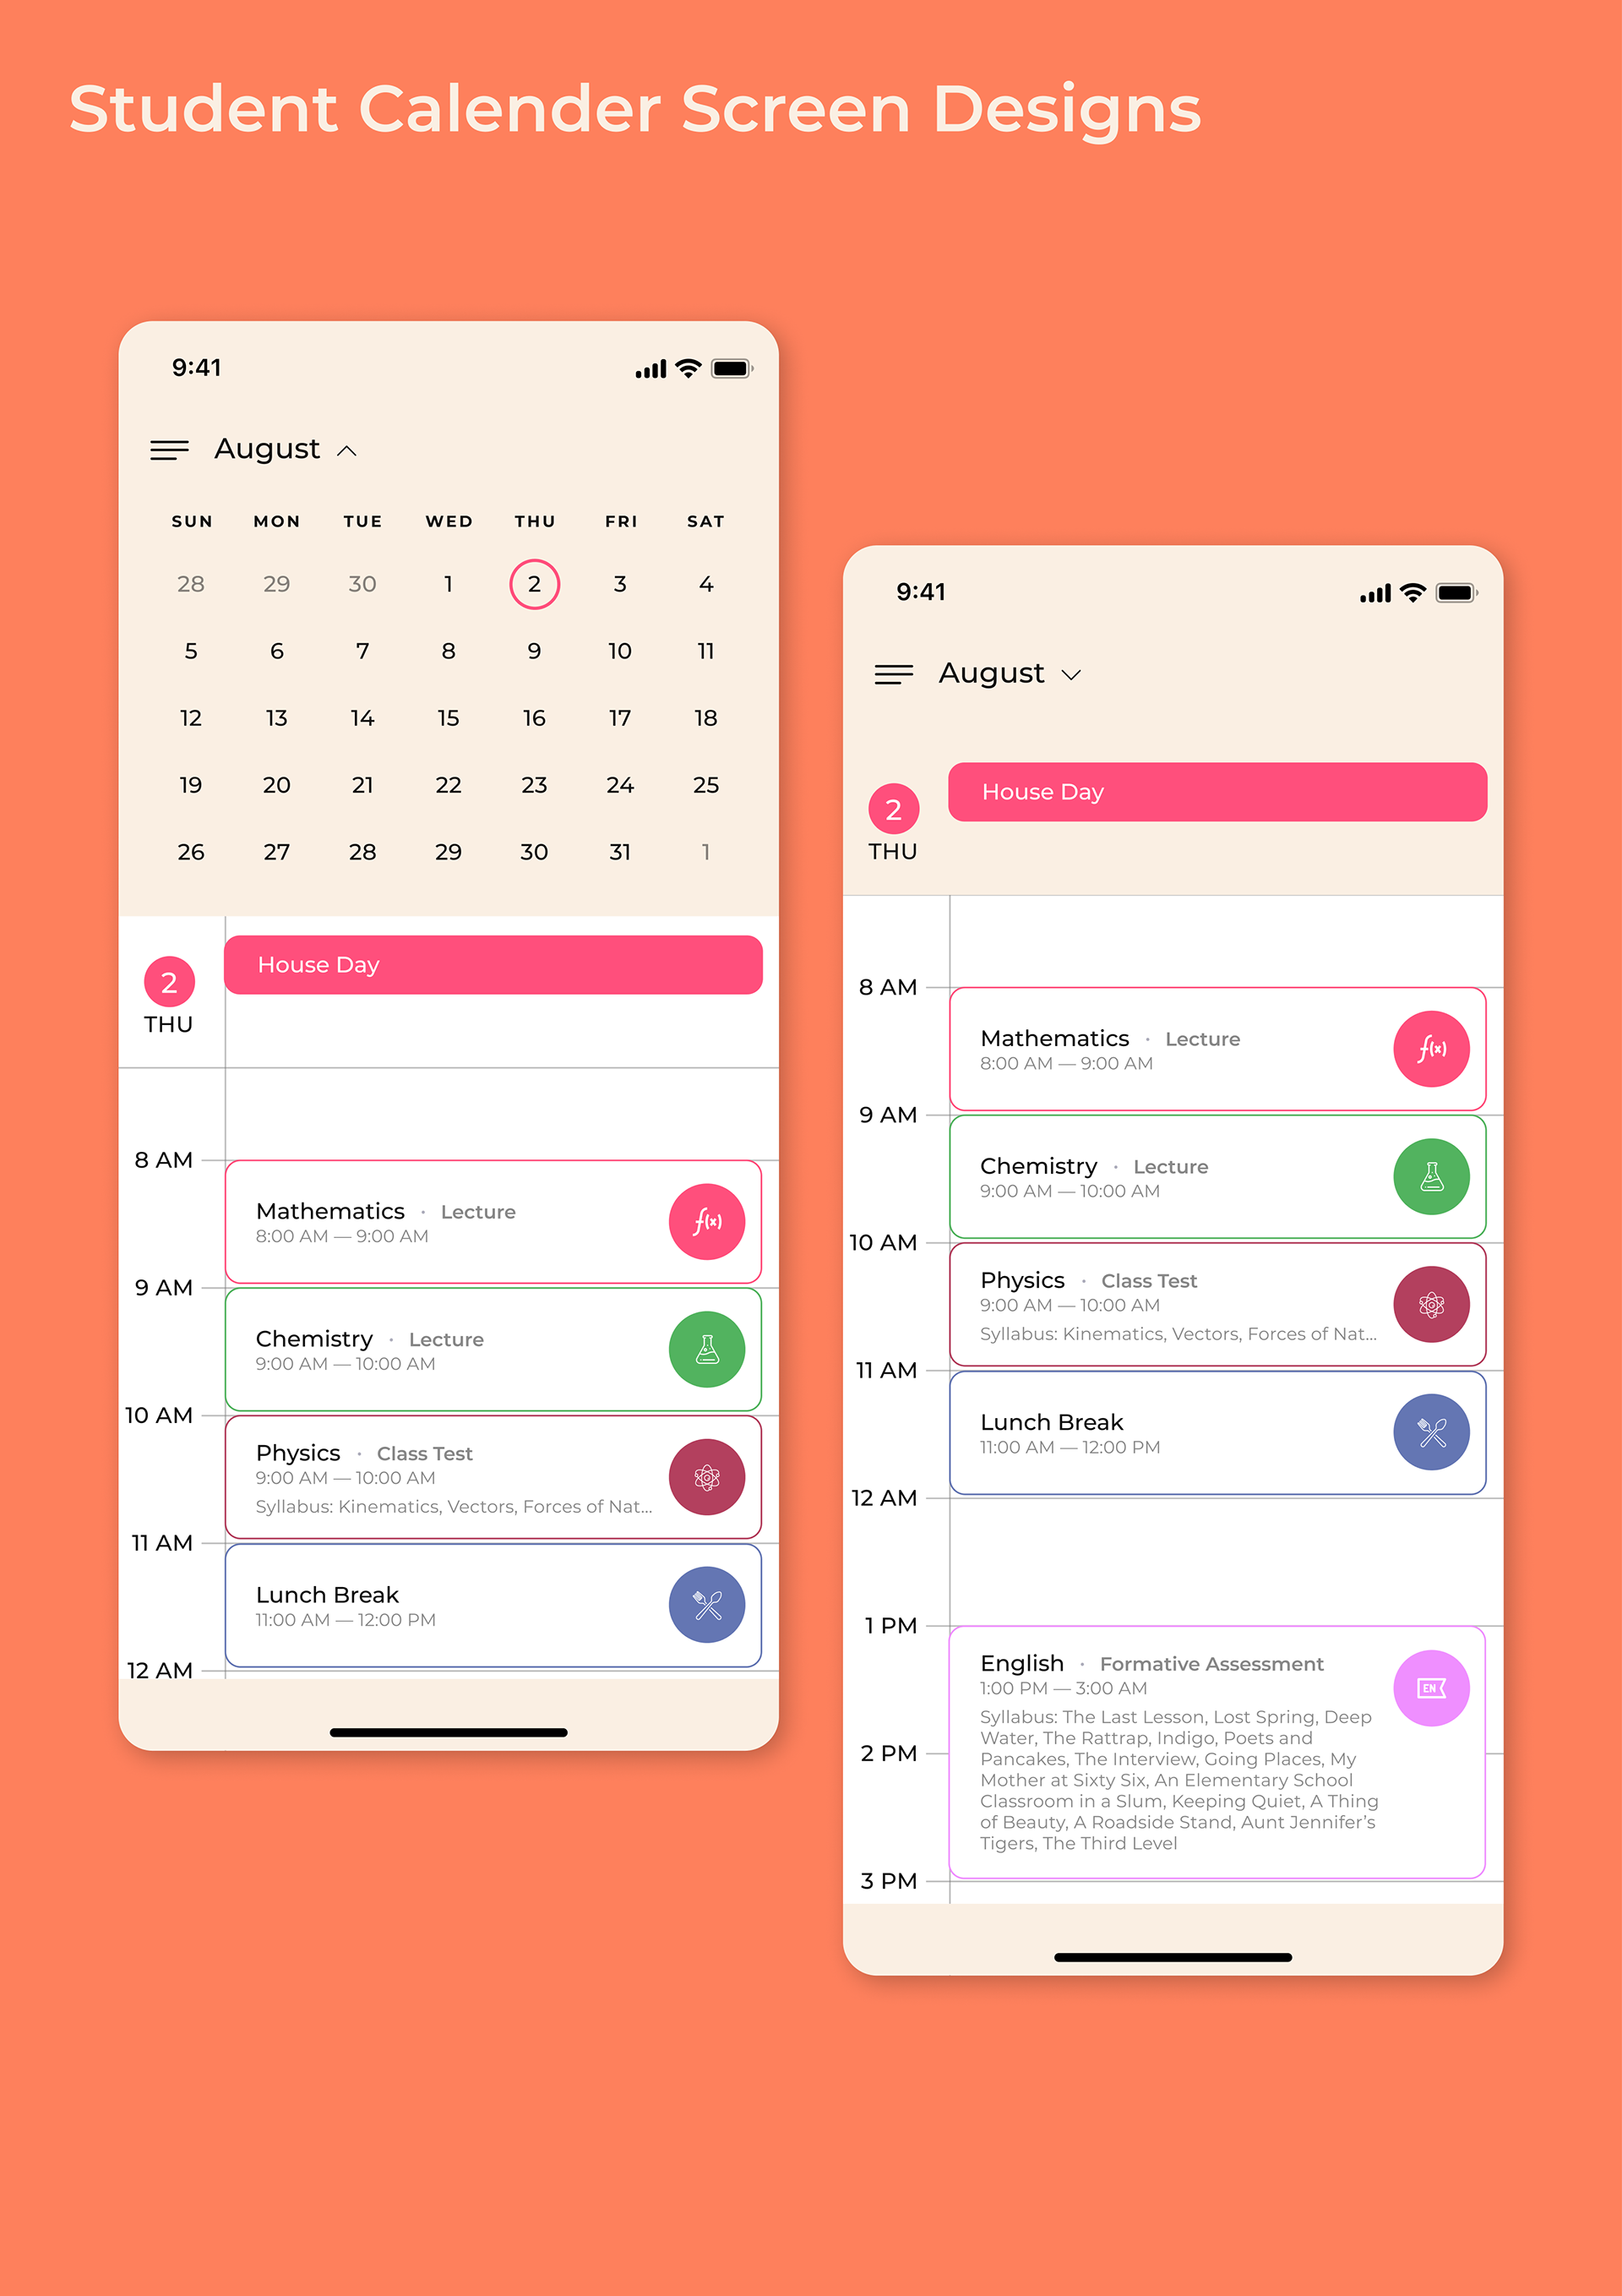 Student Calender Screen Designs
9:41
August
SUN MON TUE WED THU FRI SAT
28 29 30 1 2 3 4
5 6 7 8 9 10 11
12 13 14 15 16 17 18
19 20 21 22 23 24 25
26 27 28 29 30 31 1
House Day
2
THU
8 AM
Mathematics · Lecture
8:00 AM — 9:00 AM
f(x)
9 AM
Chemistry · Lecture
9:00 AM — 10:00 AM
10 AM
Physics · Class Test
9:00 AM — 10:00 AM
Syllabus: Kinematics, Vectors, Forces of Nat...
11 AM
Lunch Break
11:00 AM — 12:00 PM
12 AM
9:41
August
House Day
2
THU
8 AM
Mathematics · Lecture
8:00 AM — 9:00 AM
f(x)
9 AM
Chemistry · Lecture
9:00 AM — 10:00 AM
10 AM
Physics · Class Test
9:00 AM — 10:00 AM
Syllabus: Kinematics, Vectors, Forces of Nat...
11 AM
Lunch Break
11:00 AM — 12:00 PM
12 AM
1 PM
English · Formative Assessment
1:00 PM — 3:00 AM
EN
Syllabus: The Last Lesson, Lost Spring, Deep
Water, The Rattrap, Indigo, Poets and
2 PM
Pancakes, The Interview, Going Places, My
Mother at Sixty Six, An Elementary School
Classroom in a Slum, Keeping Quiet, A Thing
of Beauty, A Roadside Stand, Aunt Jennifer’s
Tigers, The Third Level
3 PM